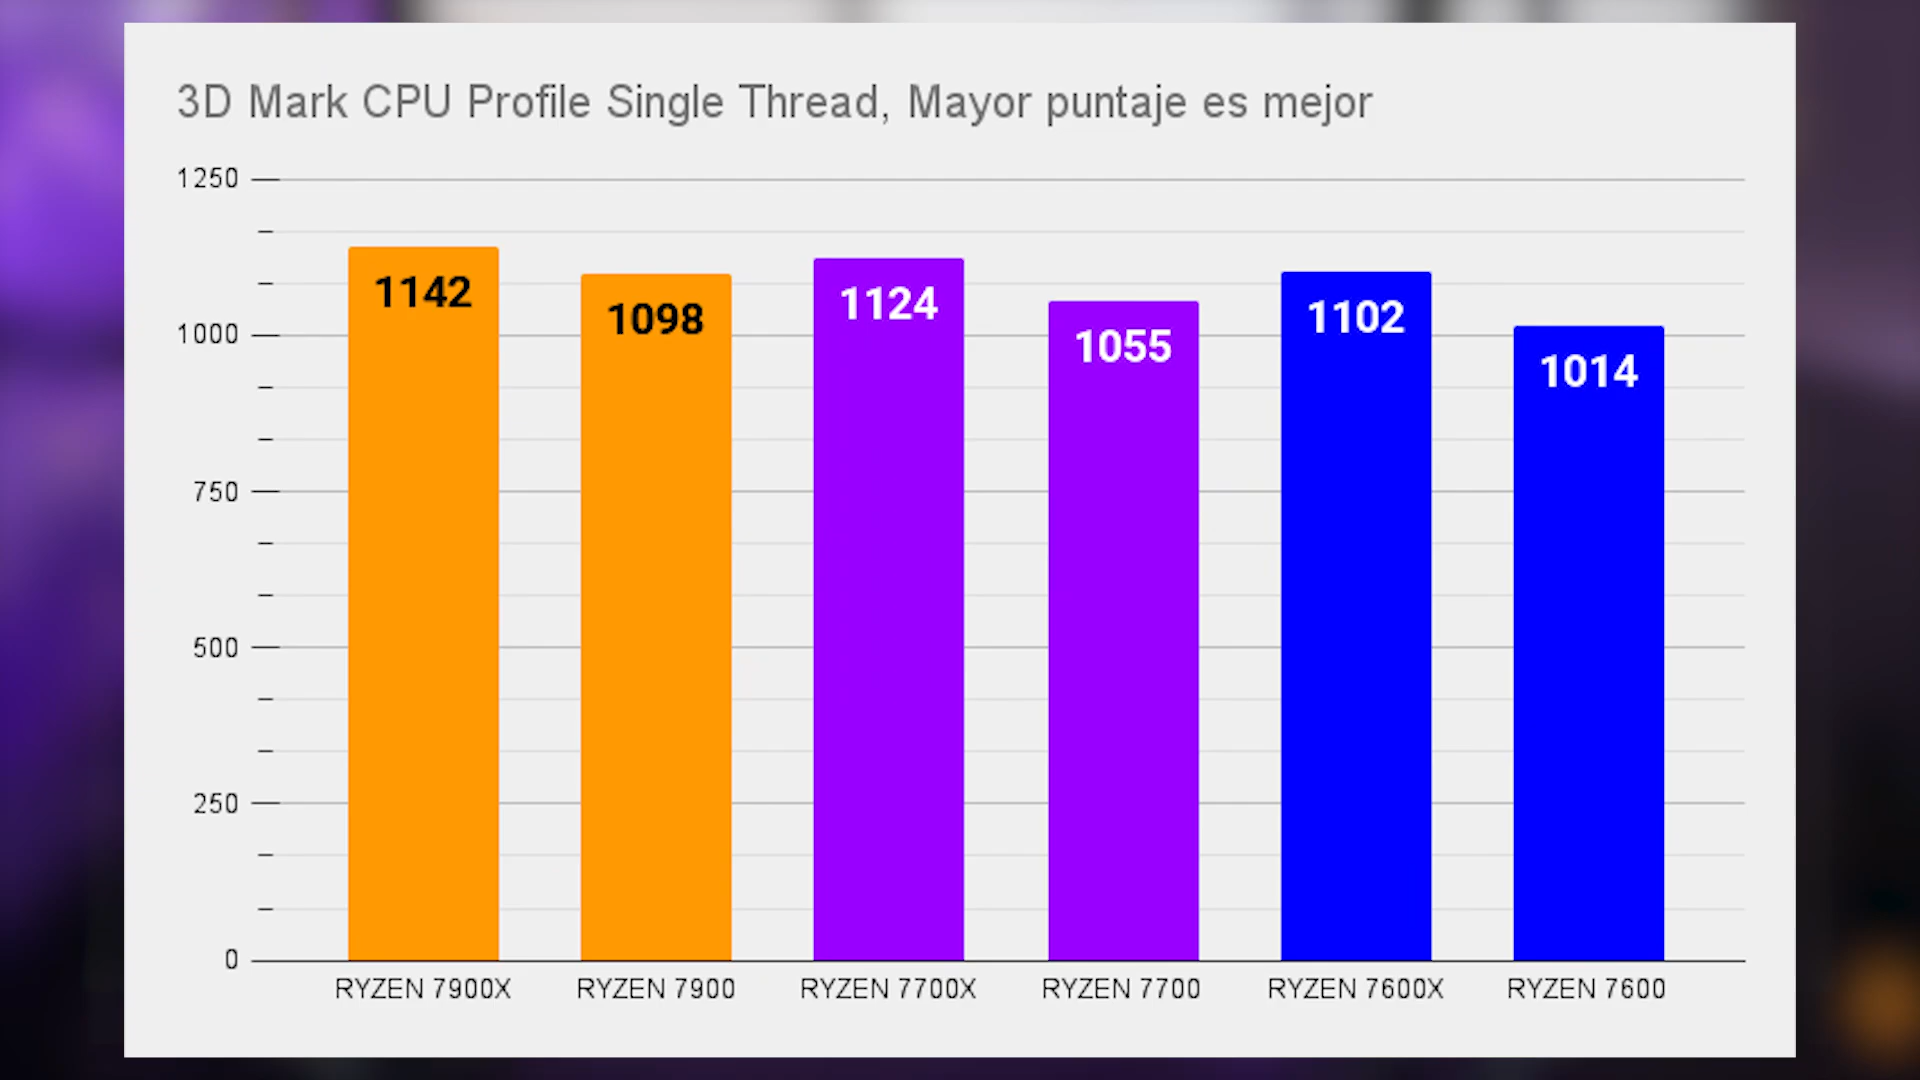 3D Mark CPU Profile Single Thread, Mayor puntaje es mejor
1250
1000
750
500
250
0
1142
1098
1124
1055
1102
1014
RYZEN 7900X
RYZEN 7900
RYZEN 7700X
RYZEN 7700
RYZEN 7600X
RYZEN 7600